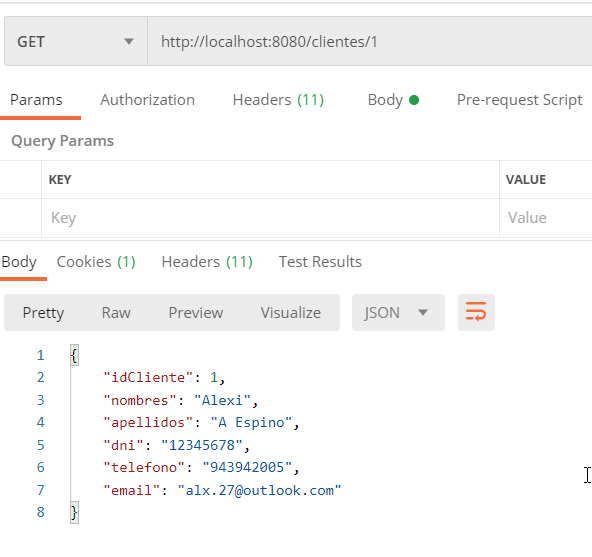 GET http://localhost:8080/clientes/1
Params Authorization Headers (11) Body Pre-request Script
Query Params
KEY VALUE
Key Value
Body Cookies (1) Headers (11) Test Results
Pretty Raw Preview Visualize JSON
1 {
2 "idCliente": 1,
3 "nombres": "Alexi",
4 "apellidos": "A Espino",
5 "dni": "12345678",
6 "telefono": "943942005",
7 "email": "alx.27@outlook.com"
8 }